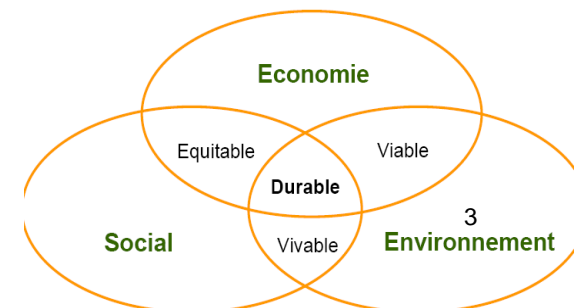 Economie
Equitable
Viable
Durable
3
Social
Vivable
Environnement